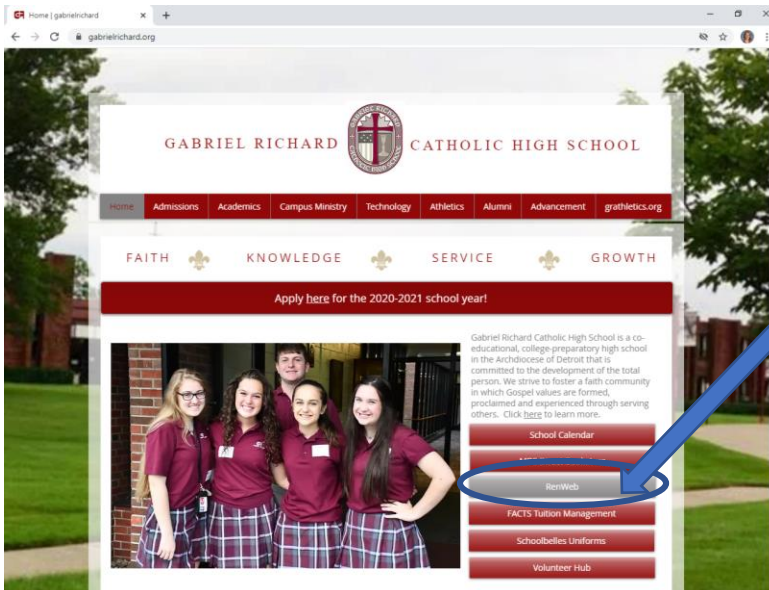 Home | gabrielrichard
gabrielrichard.org
GABRIEL RICHARD
CATHOLIC HIGH SCHOOL
Home Admissions Academics Campus Ministry Technology Athletics Alumni Advancement grathletics.org
FAITH KNOWLEDGE SERVICE GROWTH
Apply here for the 2020-2021 school year!
Gabriel Richard Catholic High School is a co-
educational, college-preparatory high school
in the Archdiocese of Detroit that is
committed to the development of the total
person. We strive to foster a faith community
in which Gospel values are formed,
proclaimed and experienced through serving
others. Click here to learn more.
School Calendar
RenWeb
FACTS Tuition Management
Schoolbelles Uniforms
Volunteer Hub